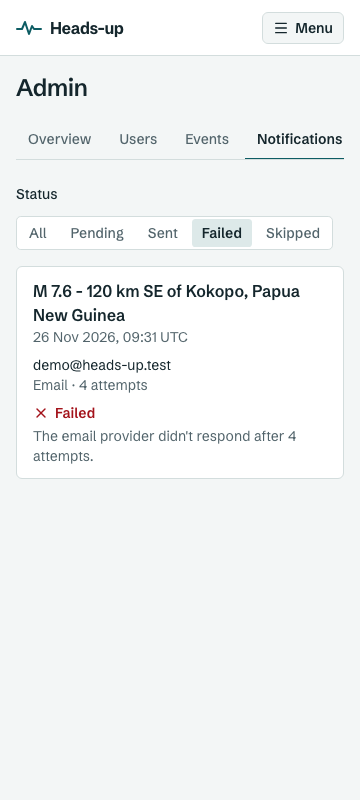 Heads-up
Menu
Admin
Overview Users Events Notifications
Status
All Pending Sent Failed Skipped
M 7.6 - 120 km SE of Kokopo, Papua
New Guinea
26 Nov 2026, 09:31 UTC
demo@heads-up.test
Email · 4 attempts
Failed
The email provider didn't respond after 4
attempts.